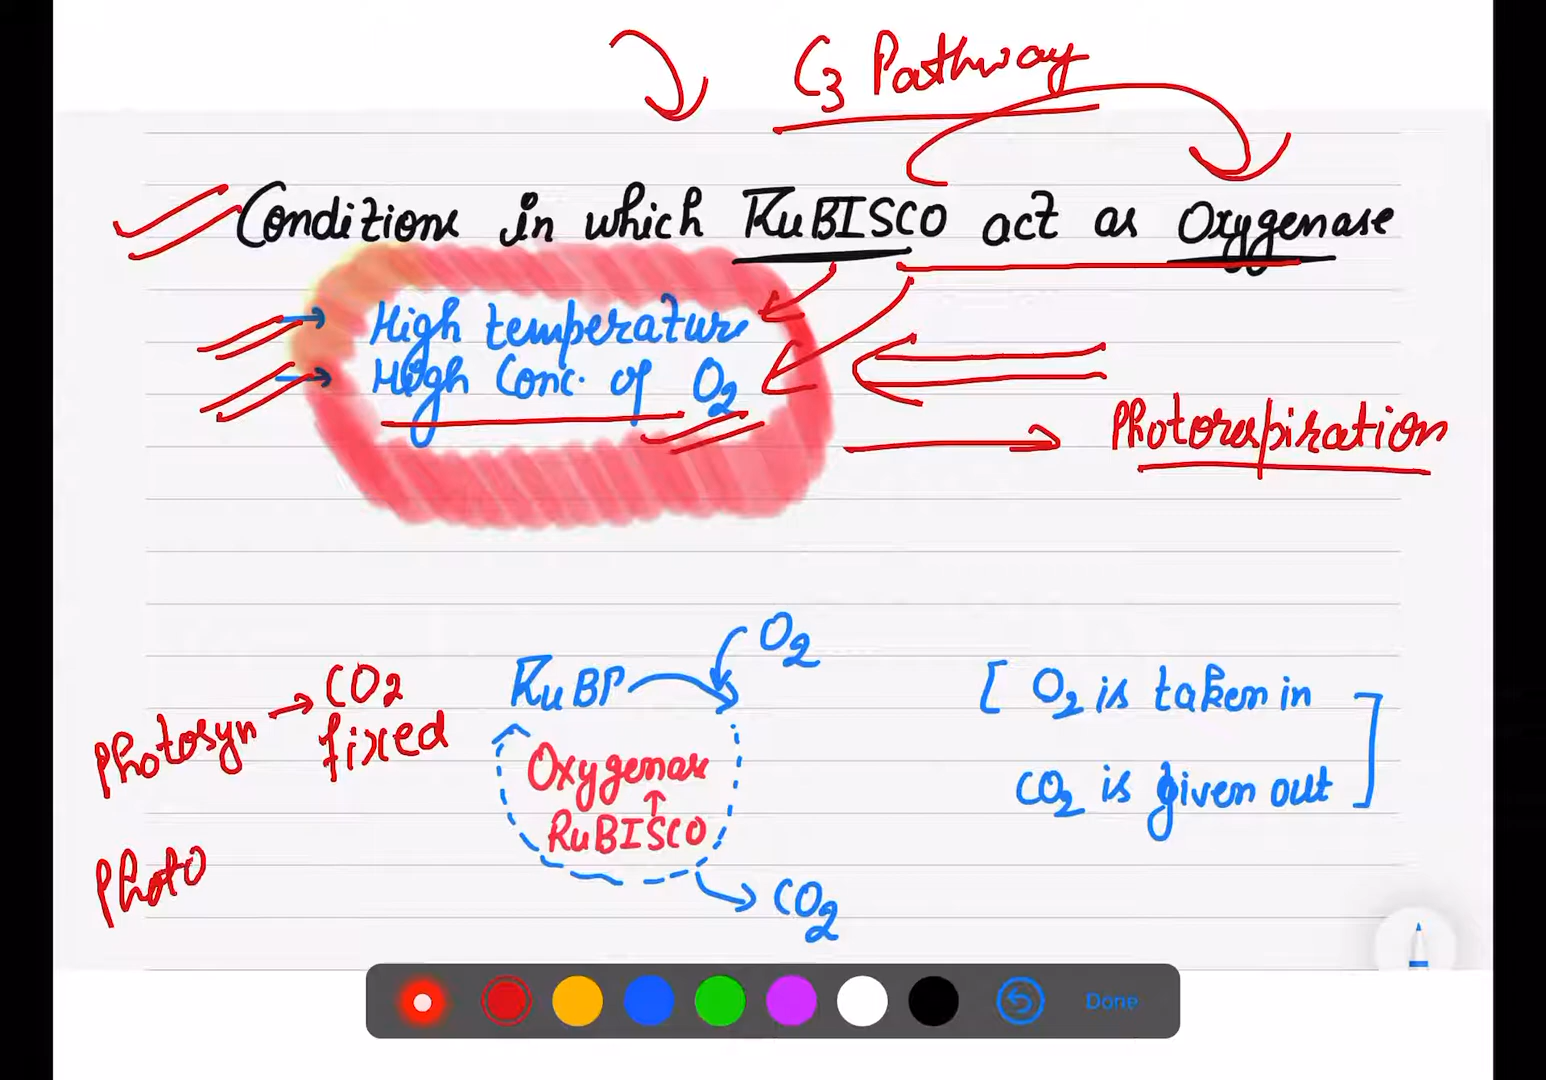 C3 Pathway
Conditions in which RuBISCO act as Oxygenase
→ High temperature
→ High Conc. of O2
→ Photorespiration
O2
RuBP
[ O2 is taken in
CO2 is given out ]
Photosyn → CO2
fixed
Oxygenase
↑
RuBISCO
→ CO2
Photo
Done